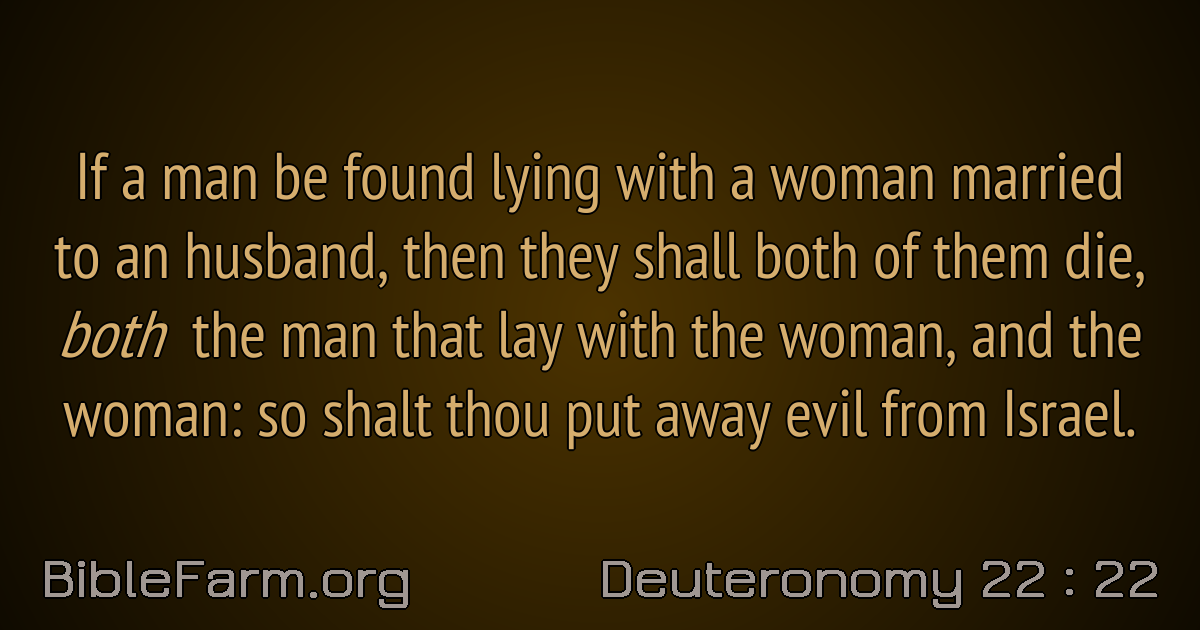 If a man be found lying with a woman married
to an husband, then they shall both of them die,
both the man that lay with the woman, and the
woman: so shalt thou put away evil from Israel.
BibleFarm.org
Deuteronomy 22 : 22